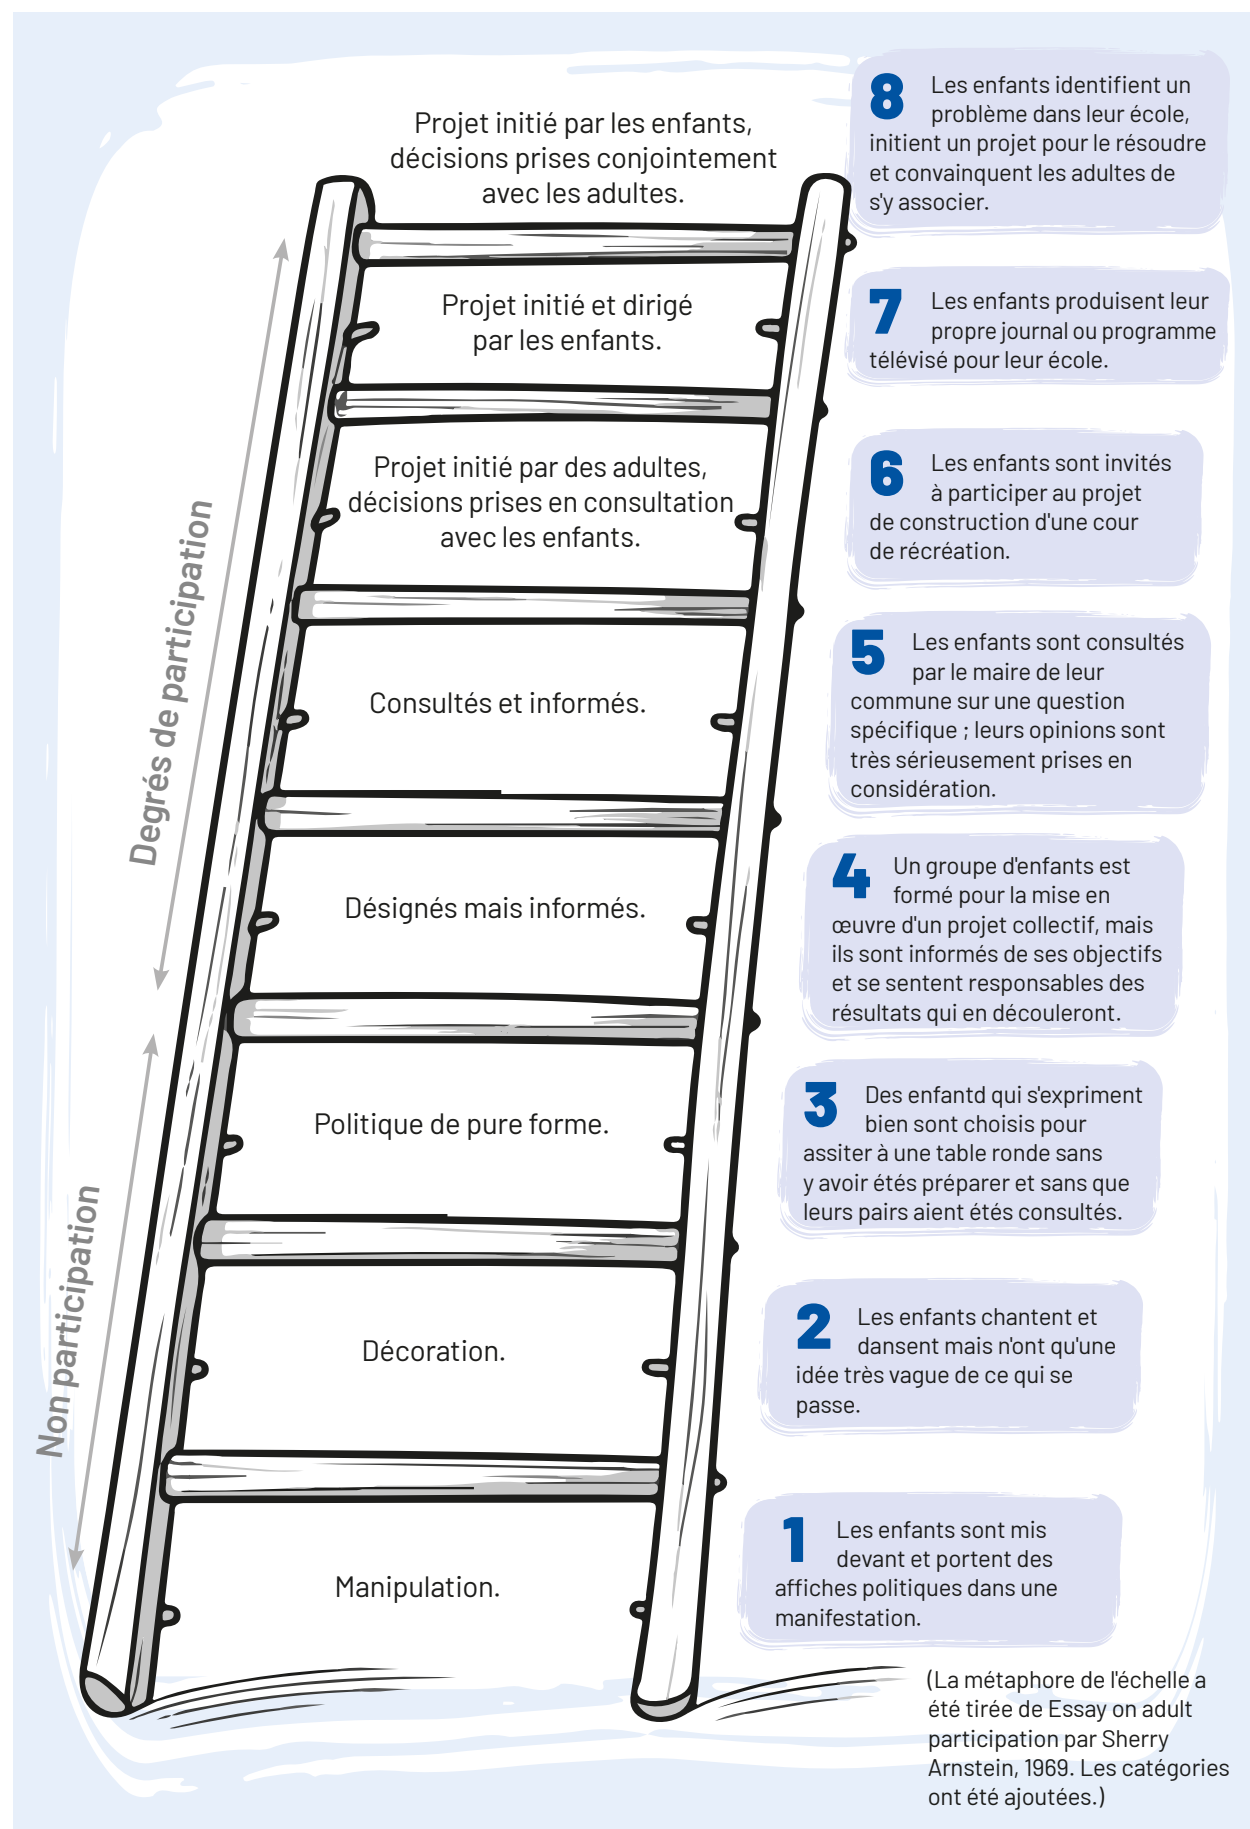 Projet initié par les enfants,
décisions prises conjointement
avec les adultes.
8 Les enfants identifient un
problème dans leur école,
initient un projet pour le résoudre
et convainquent les adultes de
s'y associer.
Projet initié et dirigé
par les enfants.
7 Les enfants produisent leur
propre journal ou programme
télévisé pour leur école.
Projet initié par des adultes,
décisions prises en consultation
avec les enfants.
6 Les enfants sont invités
à participer au projet
de construction d'une cour
de récréation.
Degrés de participation
Consultés et informés.
5 Les enfants sont consultés
par le maire de leur
commune sur une question
spécifique ; leurs opinions sont
très sérieusement prises en
considération.
Désignés mais informés.
4 Un groupe d'enfants est
formé pour la mise en
œuvre d'un projet collectif, mais
ils sont informés de ses objectifs
et se sentent responsables des
résultats qui en découleront.
Politique de pure forme.
3 Des enfantd qui s'expriment
bien sont choisis pour
assiter à une table ronde sans
y avoir étés préparer et sans que
leurs pairs aient étés consultés.
Non participation
Décoration.
2 Les enfants chantent et
dansent mais n'ont qu'une
idée très vague de ce qui se
passe.
Manipulation.
1 Les enfants sont mis
devant et portent des
affiches politiques dans une
manifestation.
(La métaphore de l'échelle a
été tirée de Essay on adult
participation par Sherry
Arnstein, 1969. Les catégories
ont été ajoutées.)